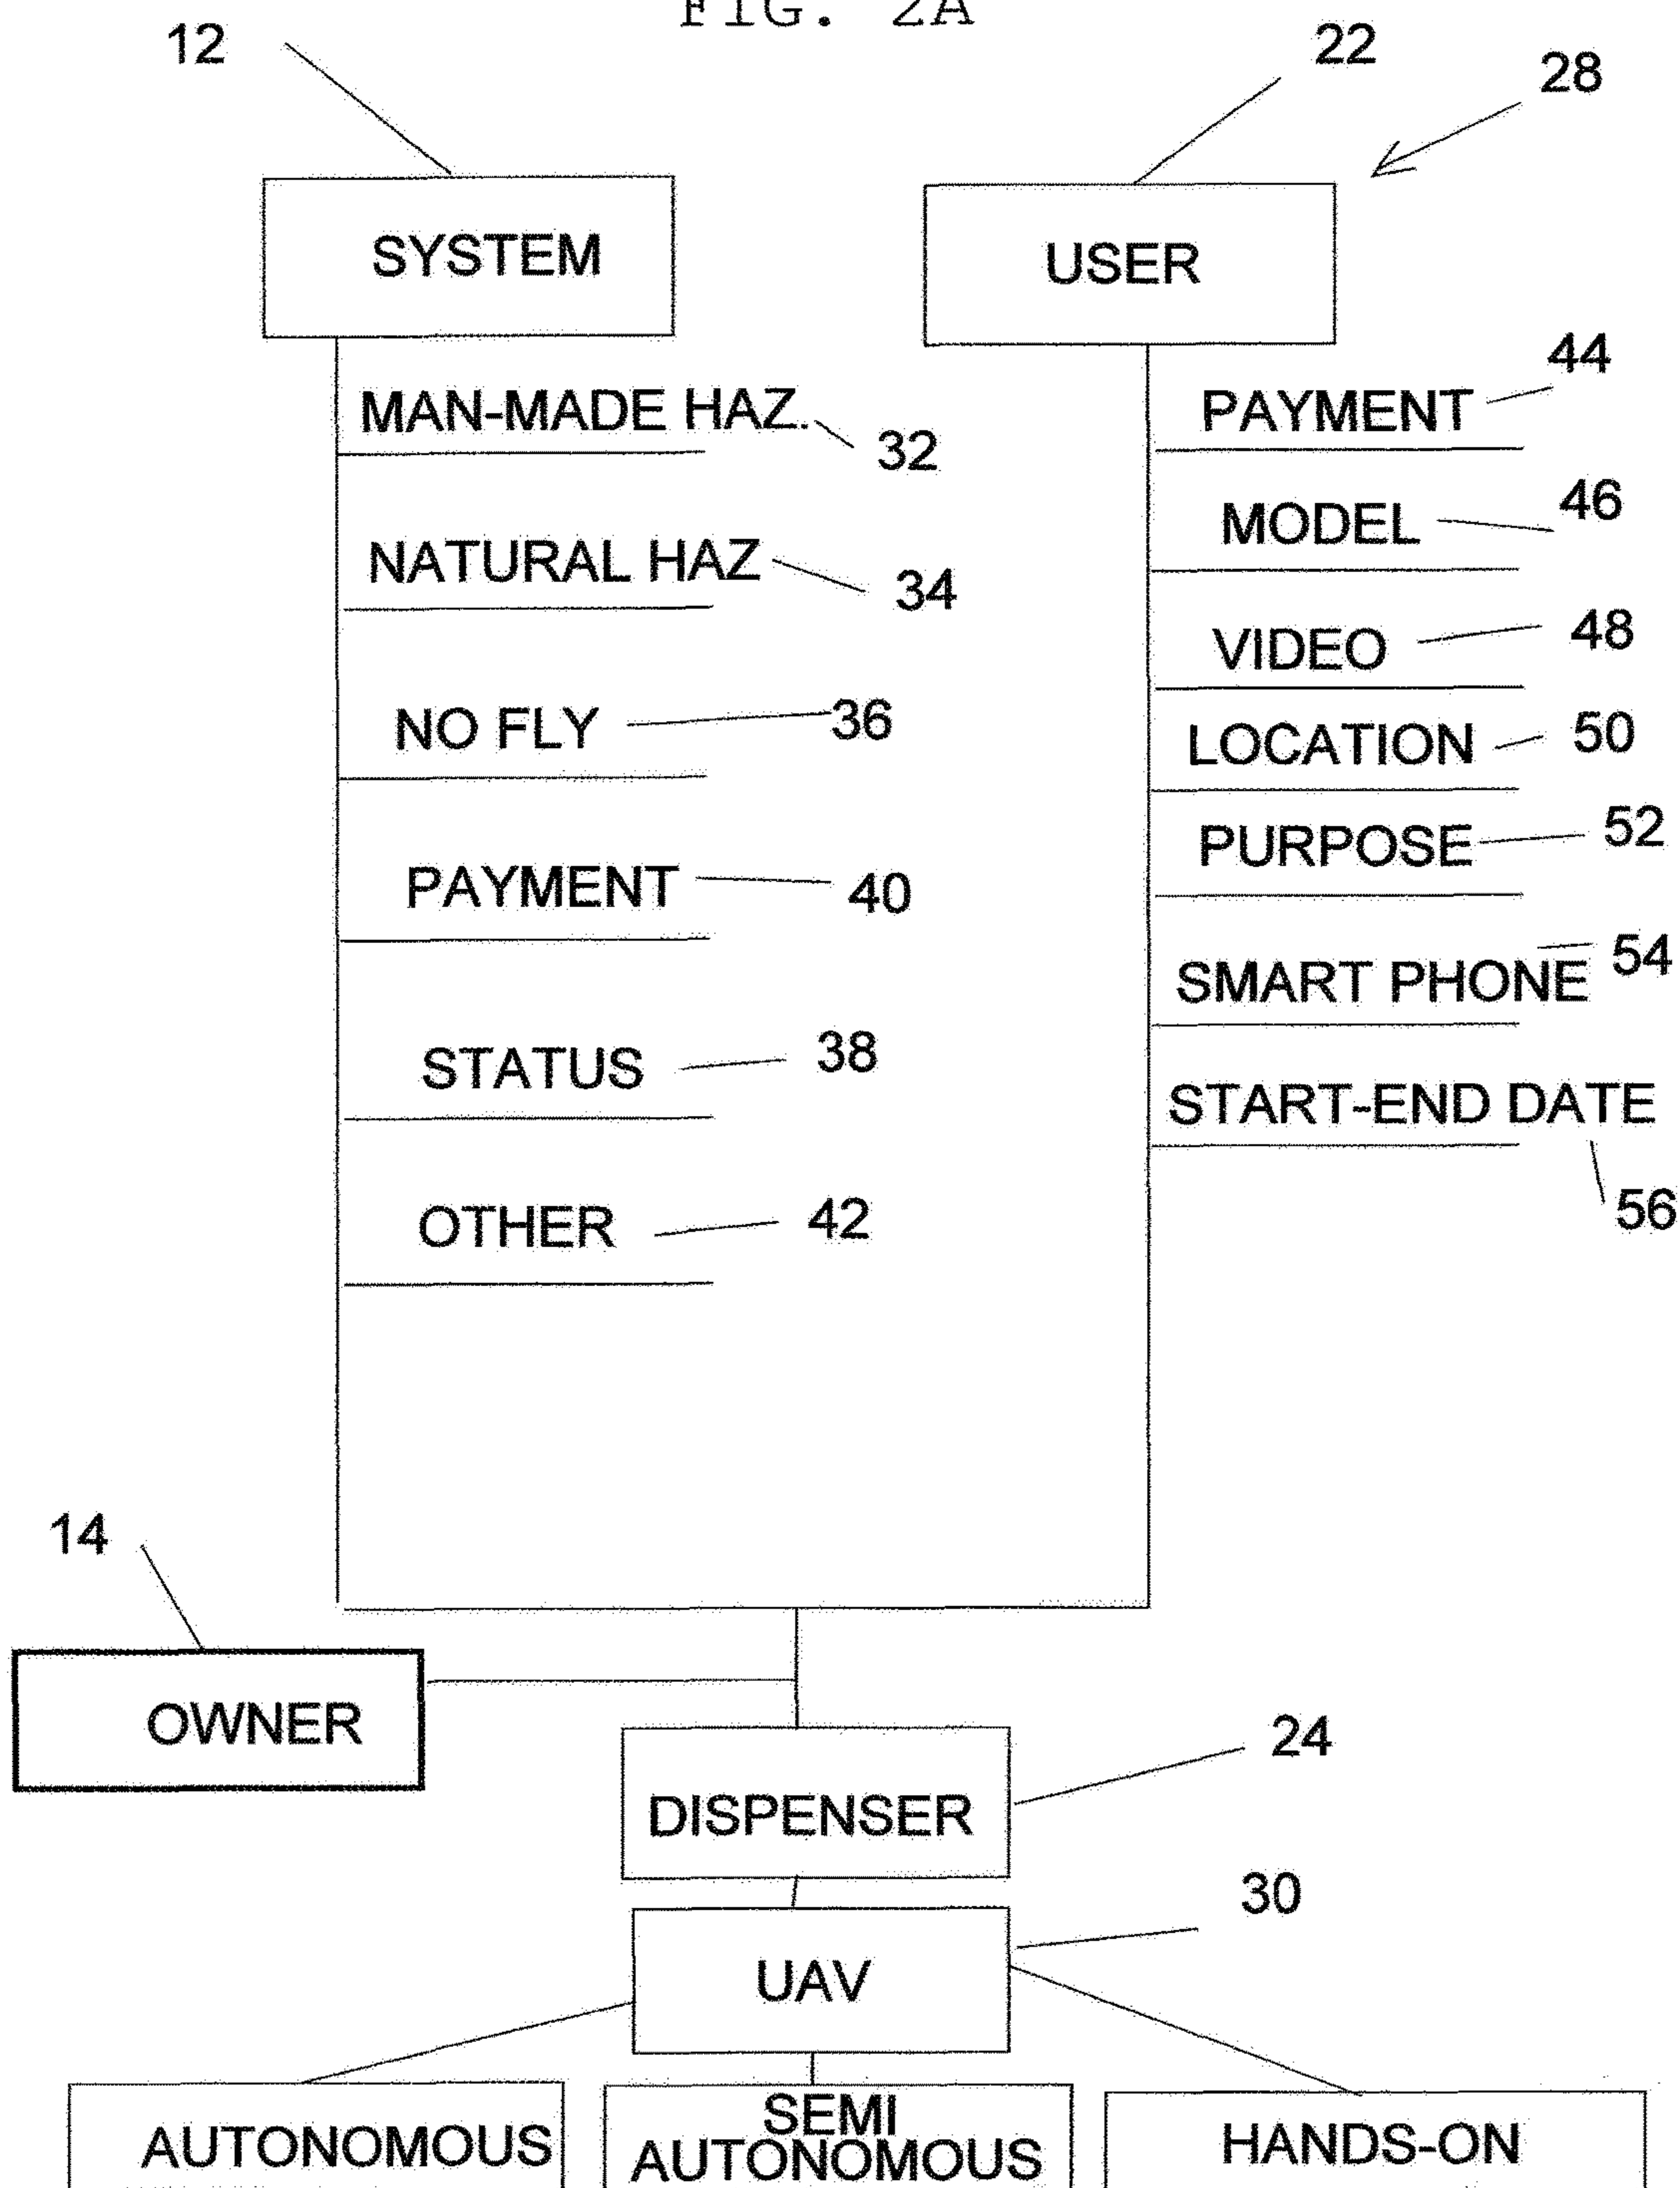 FIG. 2A
12
22
28
SYSTEM
USER
MAN-MADE HAZ.
32
PAYMENT
44
NATURAL HAZ
34
MODEL
46
VIDEO
48
NO FLY
36
LOCATION
50
PAYMENT
40
PURPOSE
52
SMART PHONE
54
STATUS
38
START-END DATE
56
OTHER
42
14
OWNER
24
DISPENSER
30
UAV
AUTONOMOUS
SEMI
AUTONOMOUS
HANDS-ON